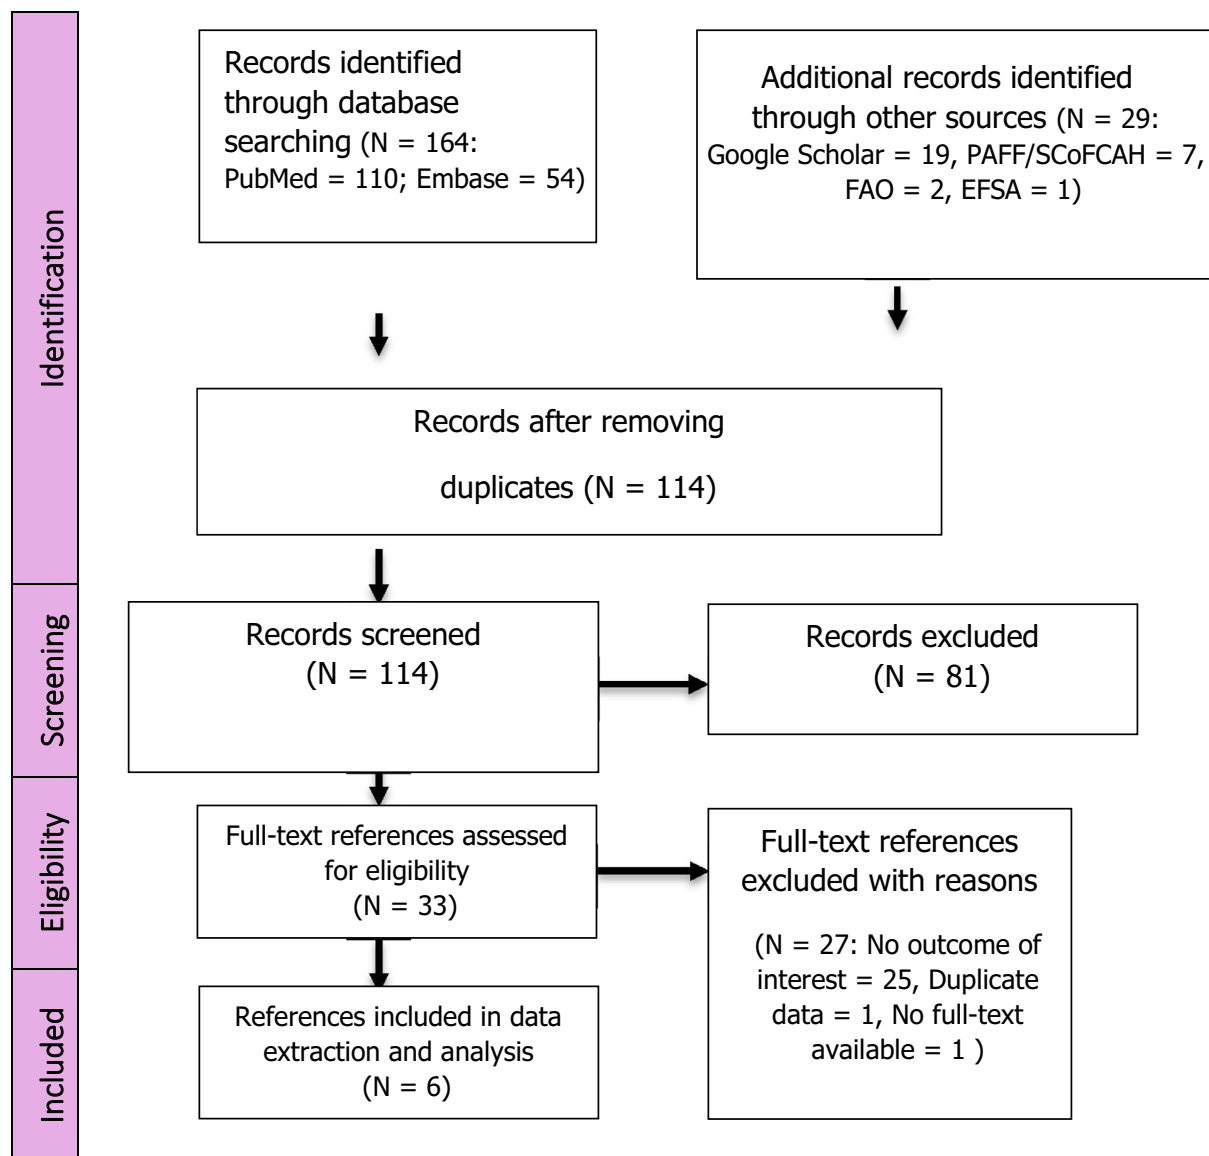 Identification
Records identified
through database
searching (N = 164:
PubMed = 110; Embase = 54)
Additional records identified
through other sources (N = 29:
Google Scholar = 19, PAFF/SCoFCAH = 7,
FAO = 2, EFSA = 1)
Records after removing
duplicates (N = 114)
Screening
Records screened
(N = 114)
Records excluded
(N = 81)
Eligibility
Full-text references assessed
for eligibility
(N = 33)
Full-text references
excluded with reasons
(N = 27: No outcome of
interest = 25, Duplicate
data = 1, No full-text
available = 1 )
Included
References included in data
extraction and analysis
(N = 6)